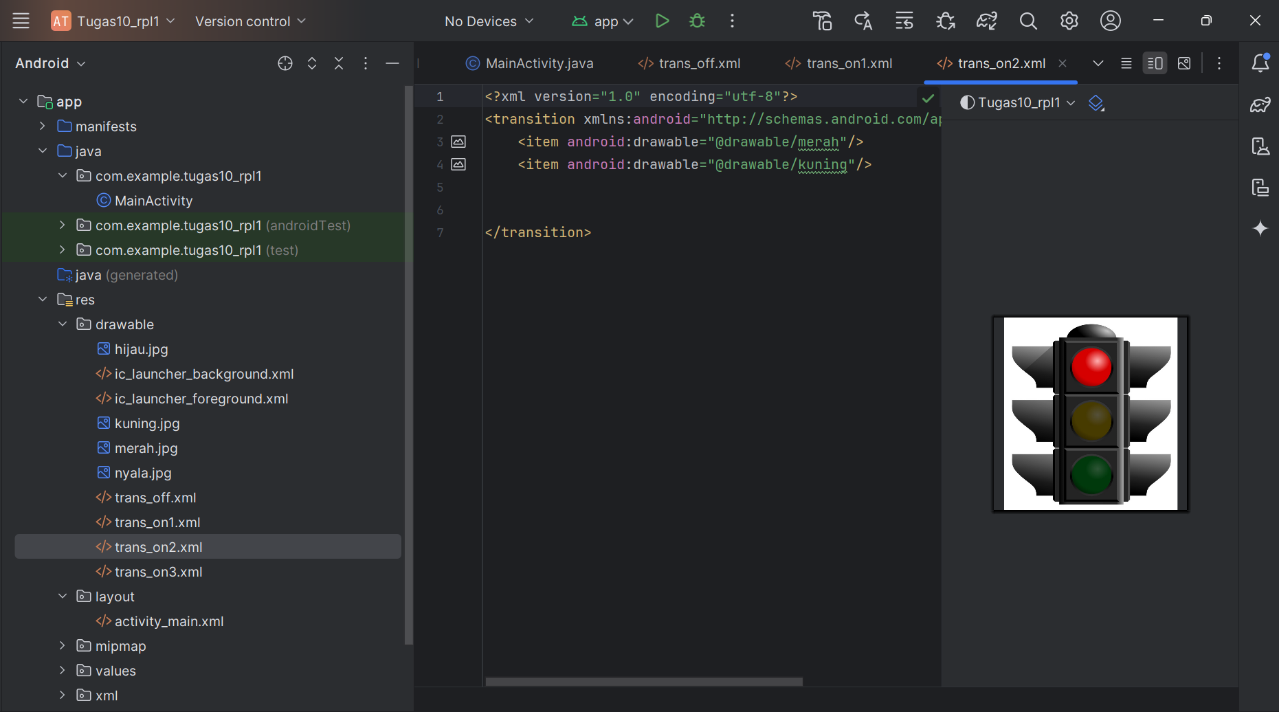 AT Tugas10_rpl1 Version control No Devices app
Android
app
manifests
java
com.example.tugas10_rpl1
MainActivity
com.example.tugas10_rpl1 (androidTest)
com.example.tugas10_rpl1 (test)
java (generated)
res
drawable
hijau.jpg
ic_launcher_background.xml
ic_launcher_foreground.xml
kuning.jpg
merah.jpg
nyala.jpg
trans_off.xml
trans_on1.xml
trans_on2.xml
trans_on3.xml
layout
activity_main.xml
mipmap
values
xml
MainActivity.java trans_off.xml trans_on1.xml trans_on2.xml
1 <?xml version="1.0" encoding="utf-8"?>
2 <transition xmlns:android="http://schemas.android.com/ap
3 <item android:drawable="@drawable/merah"/>
4 <item android:drawable="@drawable/kuning"/>
5
6
7 </transition>
Tugas10_rpl1